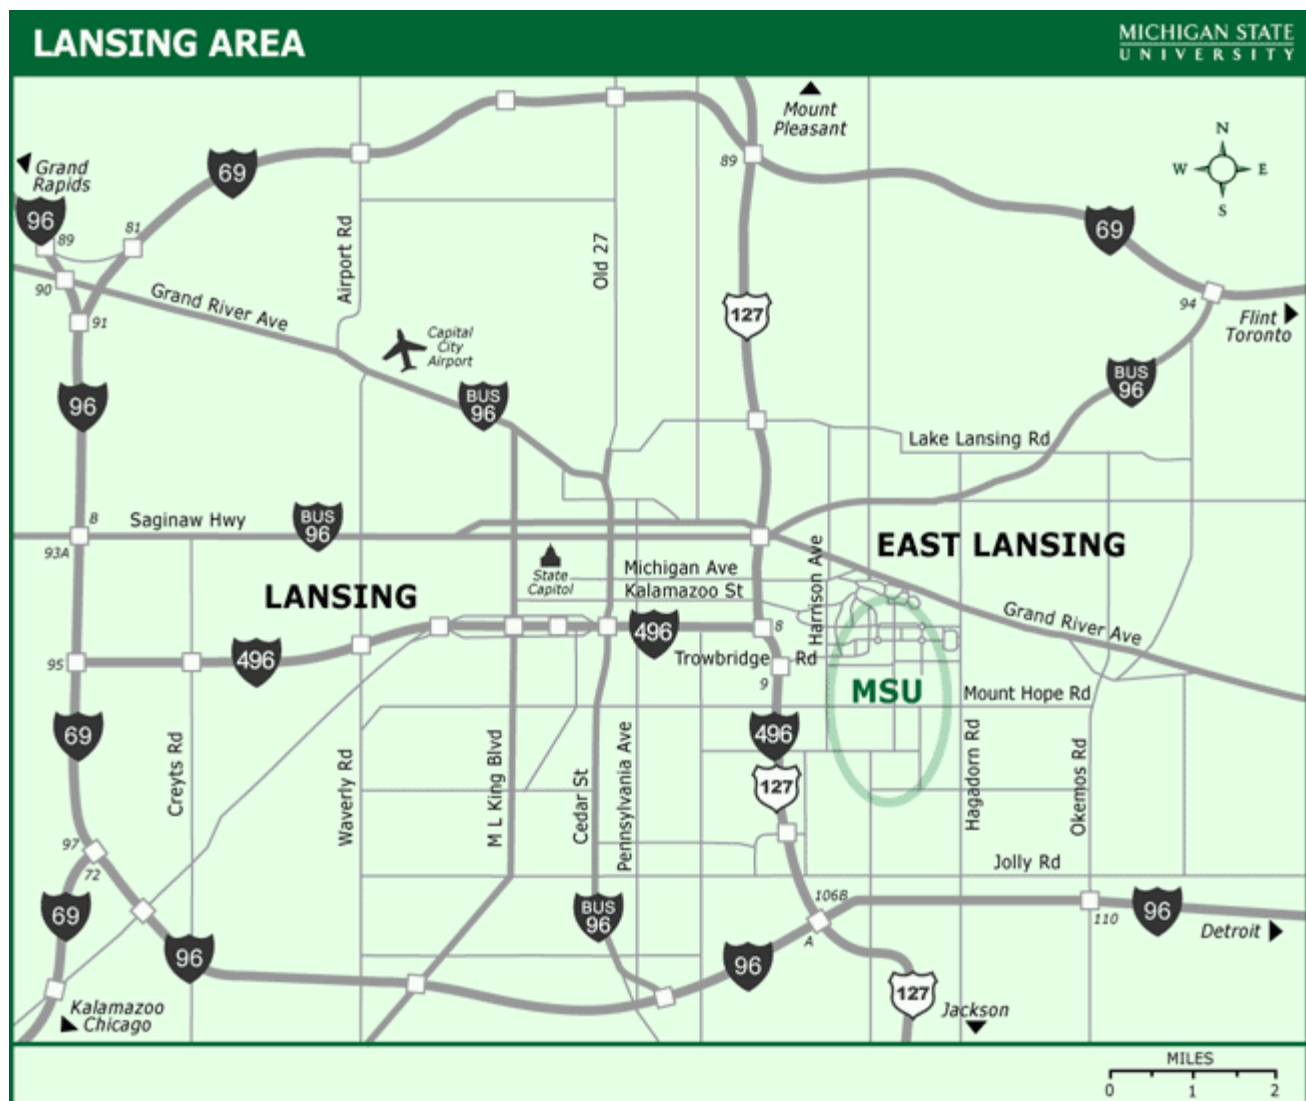 LANSING AREA
MICHIGAN STATE
UNIVERSITY
Mount
Pleasant
N
W E
S
Grand
Rapids
69
89
96
89
81
69
Airport Rd
Old 27
90
Grand River Ave
94
91
127
Flint
Toronto
Capital
City
Airport
BUS
96
96
BUS
96
Lake Lansing Rd
8
Saginaw Hwy
BUS
96
93A
EAST LANSING
Michigan Ave
State
Capitol
Kalamazoo St
Harrison Ave
LANSING
Grand River Ave
496
8
95
496
Trowbridge Rd
9
MSU
Mount Hope Rd
69
496
Creyts Rd
Waverly Rd
M L King Blvd
Cedar St
Pennsylvania Ave
127
Hagadorn Rd
Okemos Rd
97
72
Jolly Rd
69
BUS
96
106B
96
110
Detroit
A
96
96
127
Jackson
Kalamazoo
Chicago
MILES
0 1 2